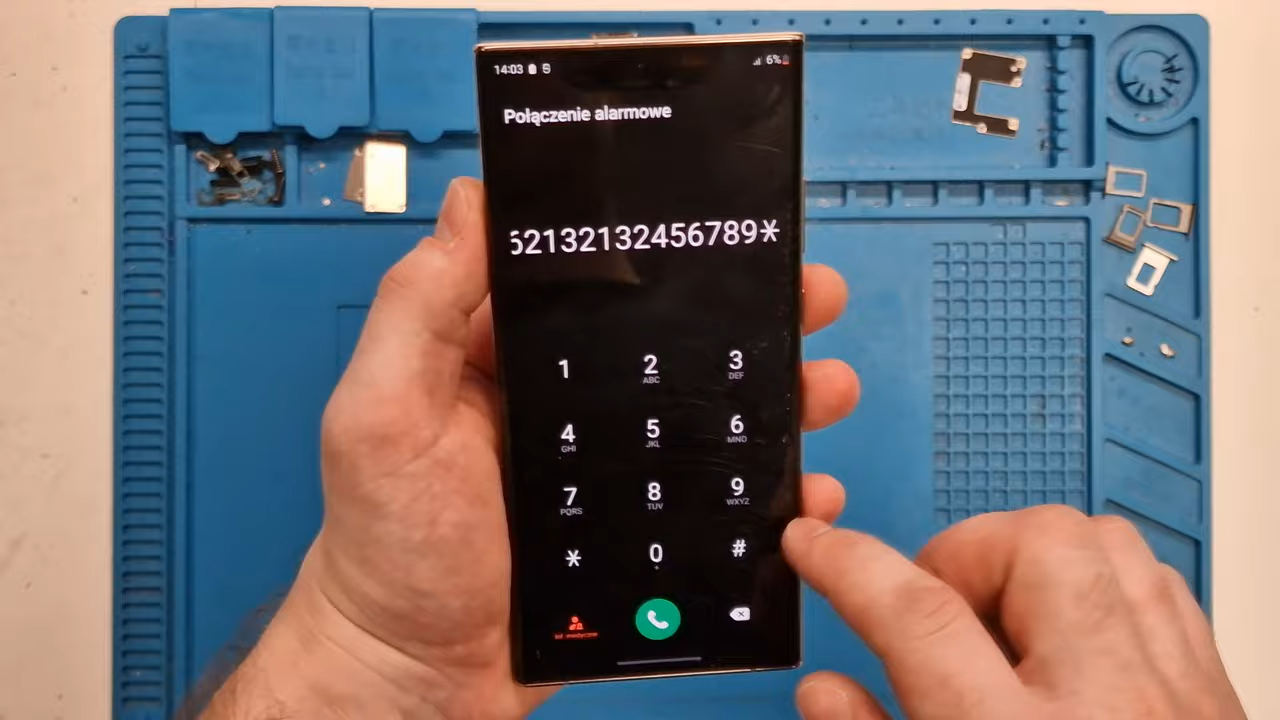 14:03
6%
Połączenie alarmowe
62132132456789*
1 2 3
ABC DEF
4 5 6
GHI JKL MNO
7 8 9
PQRS TUV WXYZ
* 0 #
+